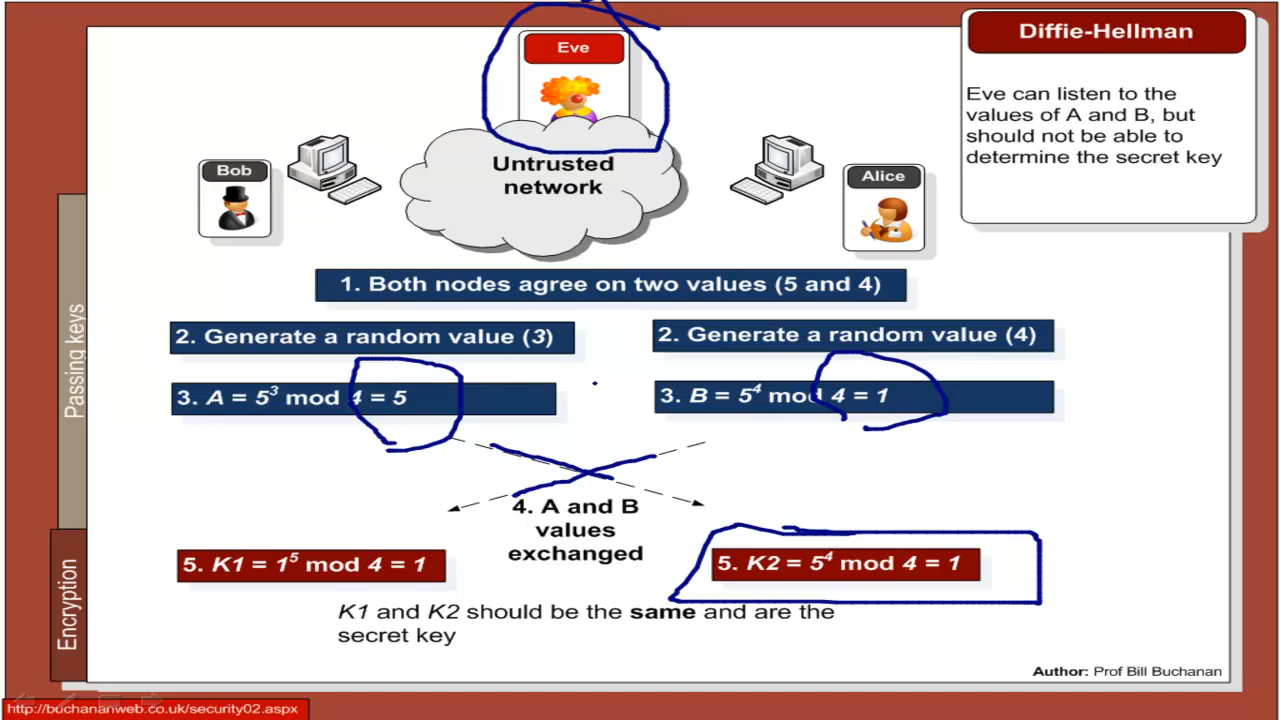 Diffie-Hellman
Eve can listen to the
values of A and B, but
should not be able to
determine the secret key
Eve
Untrusted
network
Bob
Alice
1. Both nodes agree on two values (5 and 4)
2. Generate a random value (3)
2. Generate a random value (4)
3. A = 5³ mod 4 = 5
3. B = 5⁴ mod 4 = 1
4. A and B
values
exchanged
5. K1 = 1⁵ mod 4 = 1
5. K2 = 5⁴ mod 4 = 1
K1 and K2 should be the same and are the
secret key
Passing keys
Encryption
Author: Prof Bill Buchanan
http://buchananweb.co.uk/security02.aspx